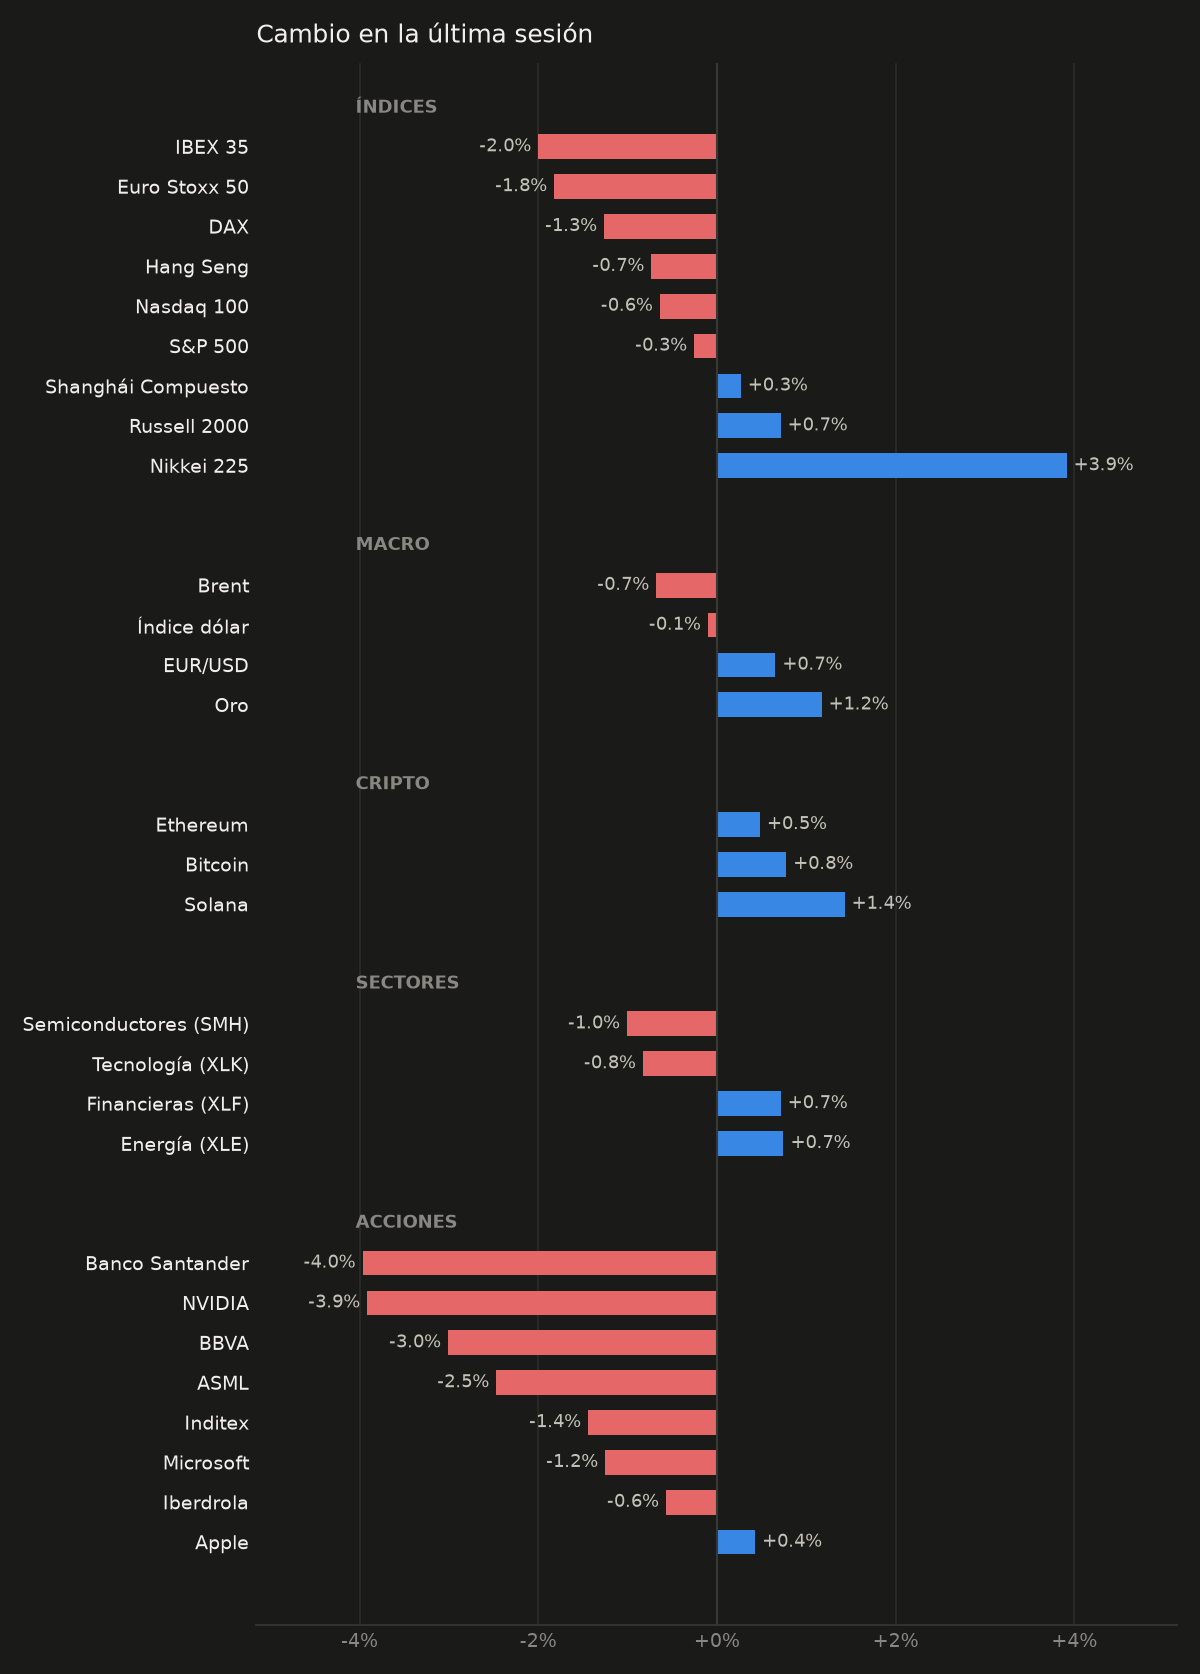 Cambio en la última sesión
ÍNDICES
IBEX 35 -2.0%
Euro Stoxx 50 -1.8%
DAX -1.3%
Hang Seng -0.7%
Nasdaq 100 -0.6%
S&P 500 -0.3%
Shanghái Compuesto +0.3%
Russell 2000 +0.7%
Nikkei 225 +3.9%
MACRO
Brent -0.7%
Índice dólar -0.1%
EUR/USD +0.7%
Oro +1.2%
CRIPTO
Ethereum +0.5%
Bitcoin +0.8%
Solana +1.4%
SECTORES
Semiconductores (SMH) -1.0%
Tecnología (XLK) -0.8%
Financieras (XLF) +0.7%
Energía (XLE) +0.7%
ACCIONES
Banco Santander -4.0%
NVIDIA -3.9%
BBVA -3.0%
ASML -2.5%
Inditex -1.4%
Microsoft -1.2%
Iberdrola -0.6%
Apple +0.4%
-4% -2% +0% +2% +4%